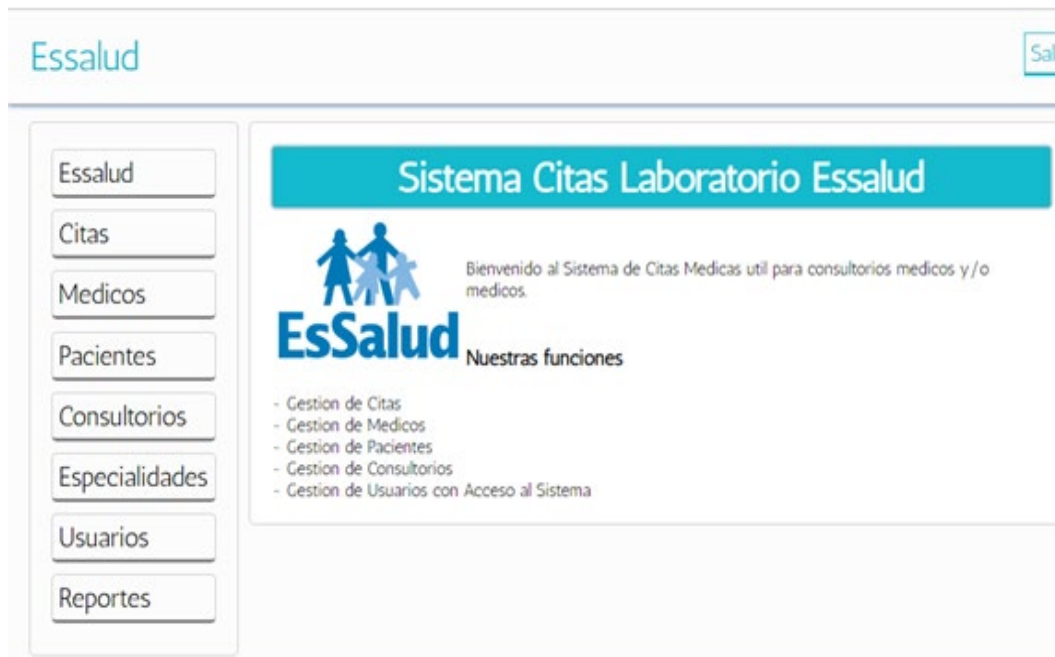 Essalud
Essalud
Citas
Medicos
Pacientes
Consultorios
Especialidades
Usuarios
Reportes
Sistema Citas Laboratorio Essalud
EsSalud
Bienvenido al Sistema de Citas Medicas util para consultorios medicos y/o
medicos.
Nuestras funciones
- Gestion de Citas
- Gestion de Medicos
- Gestion de Pacientes
- Gestion de Consultorios
- Gestion de Usuarios con Acceso al Sistema